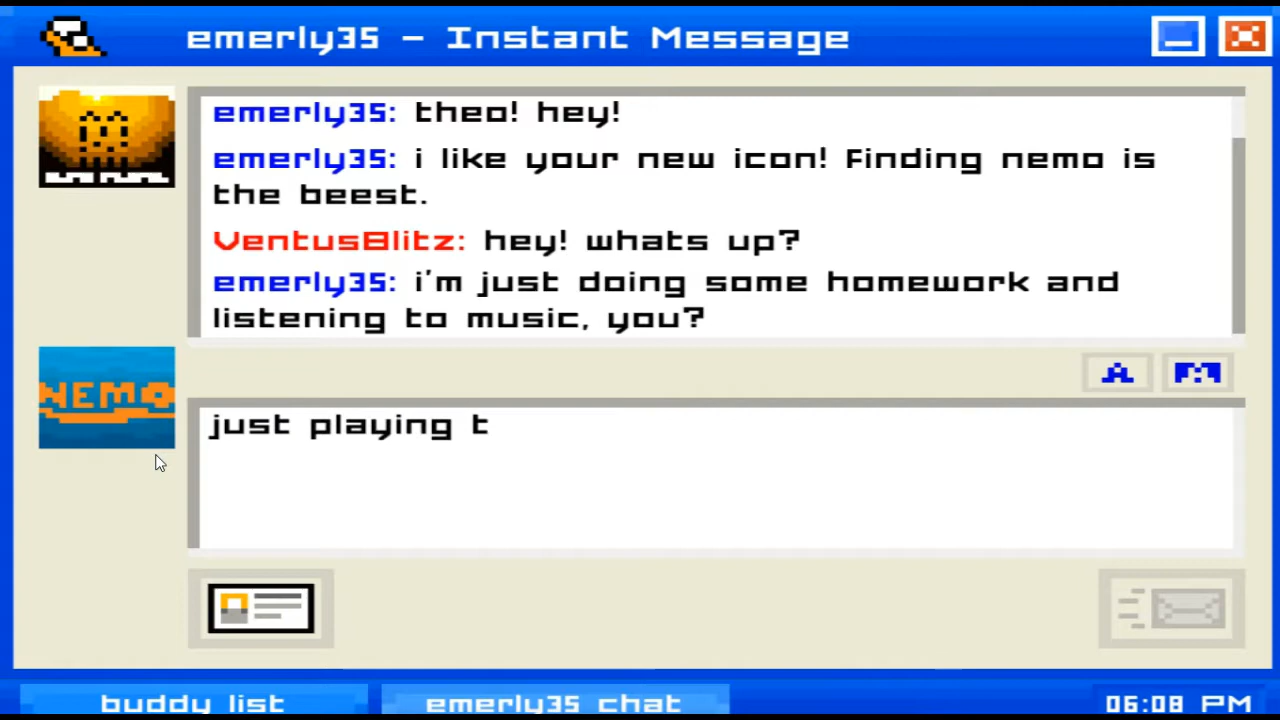 emerly35 - Instant Message
emerly35: theo! hey!
emerly35: i like your new icon! Finding nemo is
the beest.
VentusBlitz: hey! whats up?
emerly35: i'm just doing some homework and
listening to music, you?
A
NEMO
just playing t
buddy list
emerly35 chat
06:08 PM